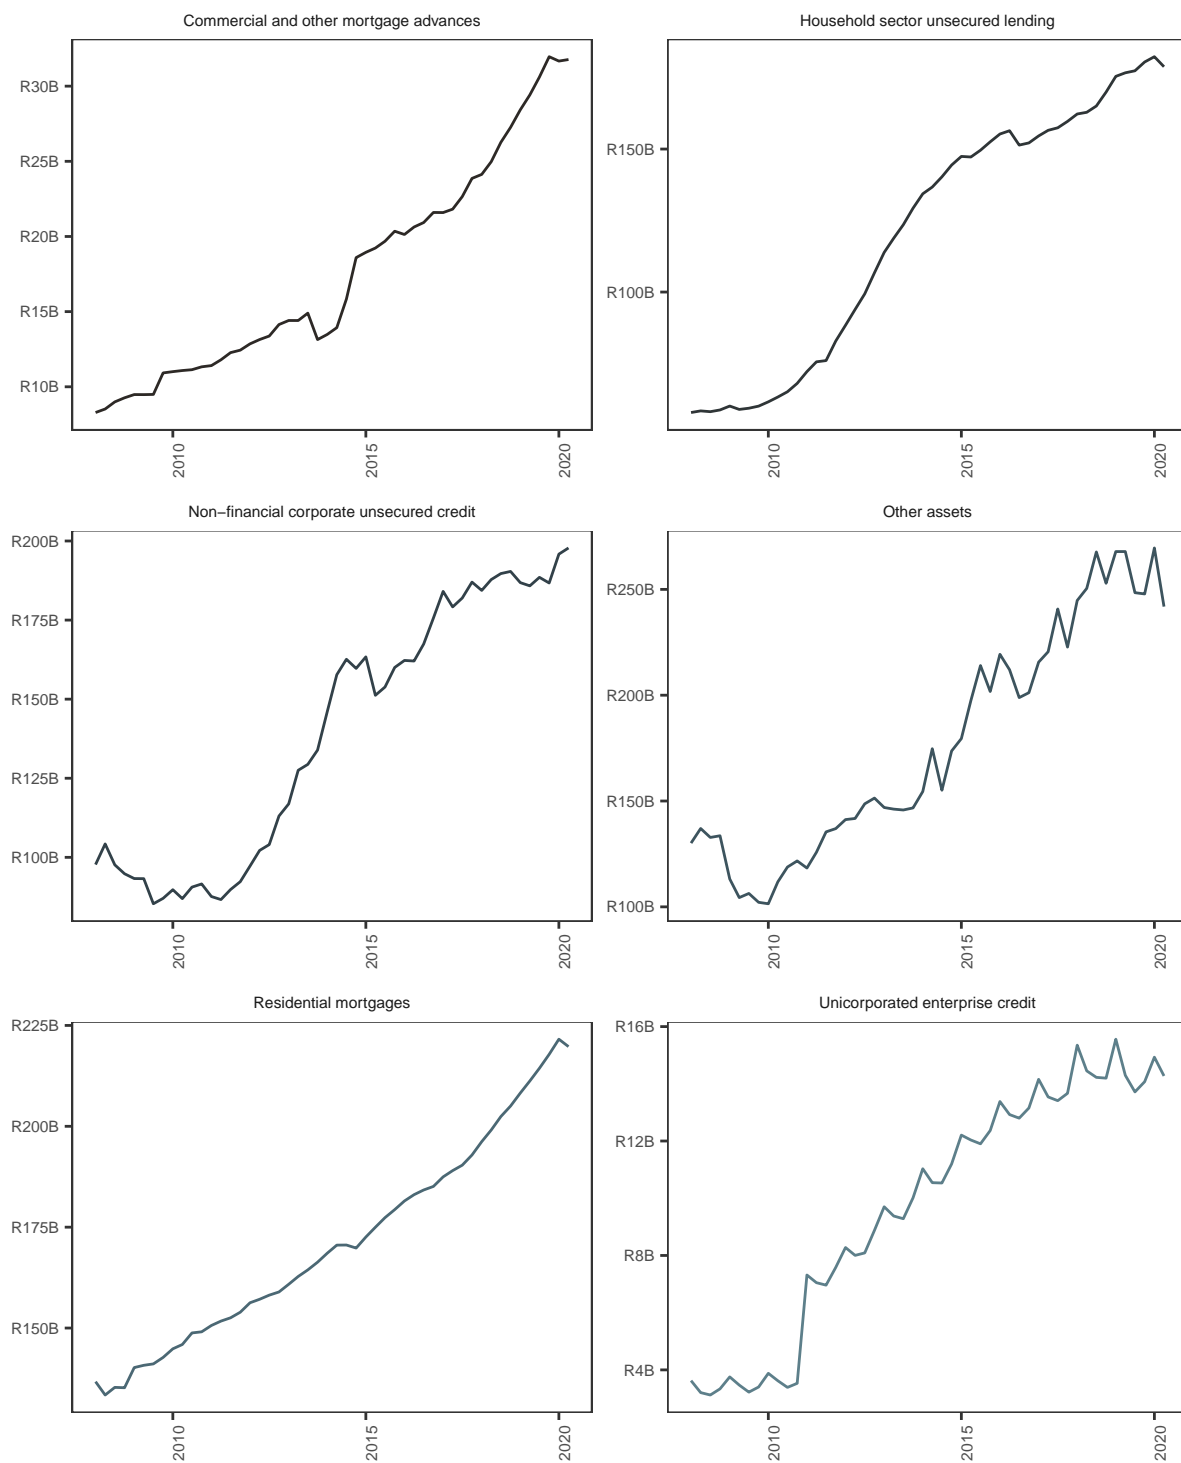 Commercial and other mortgage advances
R30B
R25B
R20B
R15B
R10B
2010
2015
2020
Household sector unsecured lending
R150B
R100B
2010
2015
2020
Non−financial corporate unsecured credit
R200B
R175B
R150B
R125B
R100B
2010
2015
2020
Other assets
R250B
R200B
R150B
R100B
2010
2015
2020
Residential mortgages
R225B
R200B
R175B
R150B
2010
2015
2020
Unicorporated enterprise credit
R16B
R12B
R8B
R4B
2010
2015
2020